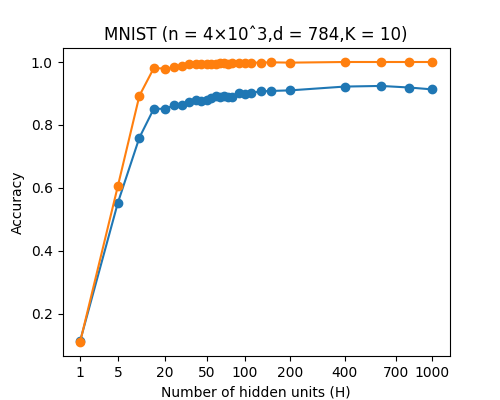 MNIST (n = 4×10ˆ3,d = 784,K = 10)
Accuracy
1.0
0.8
0.6
0.4
0.2
1 5 20 50 100 200 400 700 1000
Number of hidden units (H)